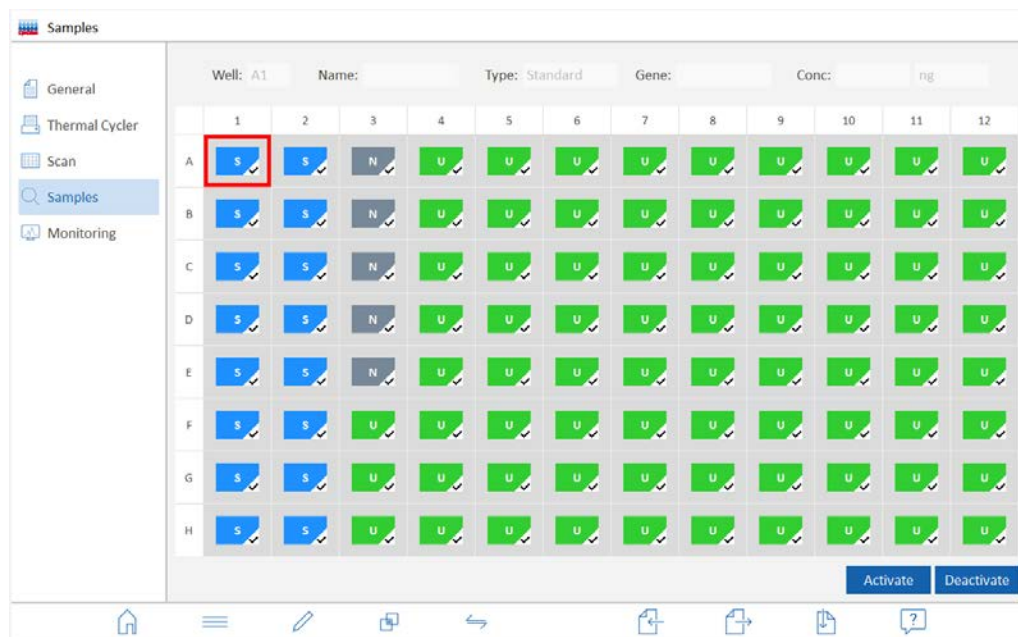 Samples
General
Thermal Cycler
Scan
Samples
Monitoring
Well: A1 Name: Type: Standard Gene: Conc: ng
1 2 3 4 5 6 7 8 9 10 11 12
A S S N U U U U U U U U U
B S S N U U U U U U U U U
C S S N U U U U U U U U U
D S S N U U U U U U U U U
E S S N U U U U U U U U U
F S S U U U U U U U U U U
G S S U U U U U U U U U U
H S S U U U U U U U U U U
Activate Deactivate
?